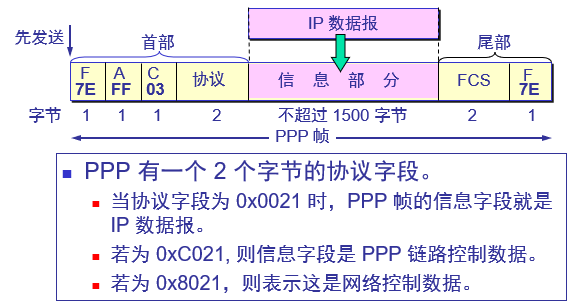 IP 数据报
先发送
首部
尾部
F A C
7E FF 03 协议 信 息 部 分 FCS F 7E
字节 1 1 1 2 不超过 1500 字节 2 1
PPP 帧
PPP 有一个 2 个字节的协议字段。
当协议字段为 0x0021 时，PPP 帧的信息字段就是
IP 数据报。
若为 0xC021, 则信息字段是 PPP 链路控制数据。
若为 0x8021，则表示这是网络控制数据。